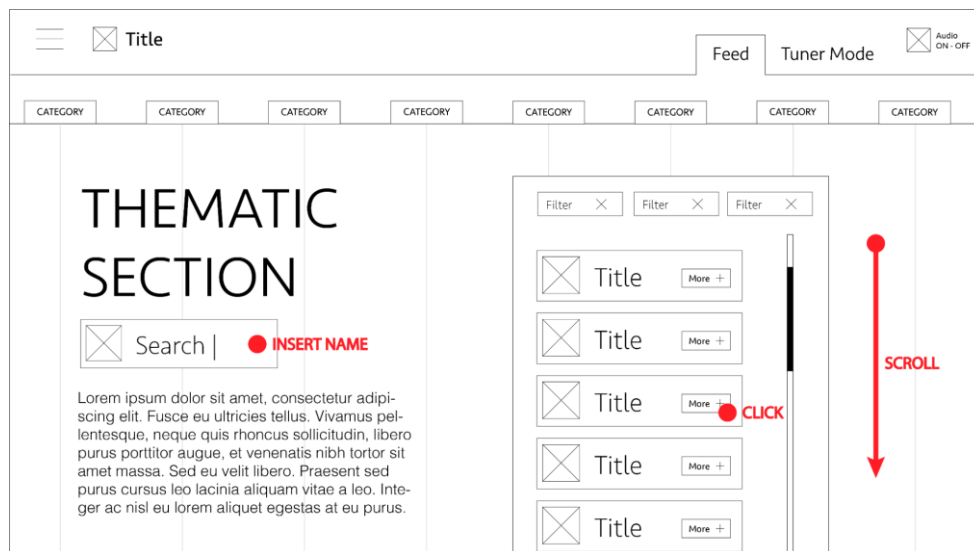 Title
Feed
Tuner Mode
Audio
ON - OFF
CATEGORY
CATEGORY
CATEGORY
CATEGORY
CATEGORY
CATEGORY
CATEGORY
CATEGORY
THEMATIC
SECTION
Search |
INSERT NAME
Lorem ipsum dolor sit amet, consectetur adipi-
scing elit. Fusce eu ultricies tellus. Vivamus pel-
lentesque, neque quis rhoncus sollicitudin, libero
purus porttitor augue, et venenatis nibh tortor sit
amet massa. Sed eu velit libero. Praesent sed
purus cursus leo lacinia aliquam vitae a leo. Inte-
ger ac nisl eu lorem aliquet egestas at eu purus.
Filter
Filter
Filter
Title
More +
Title
More +
Title
More +
CLICK
Title
More +
Title
More +
SCROLL